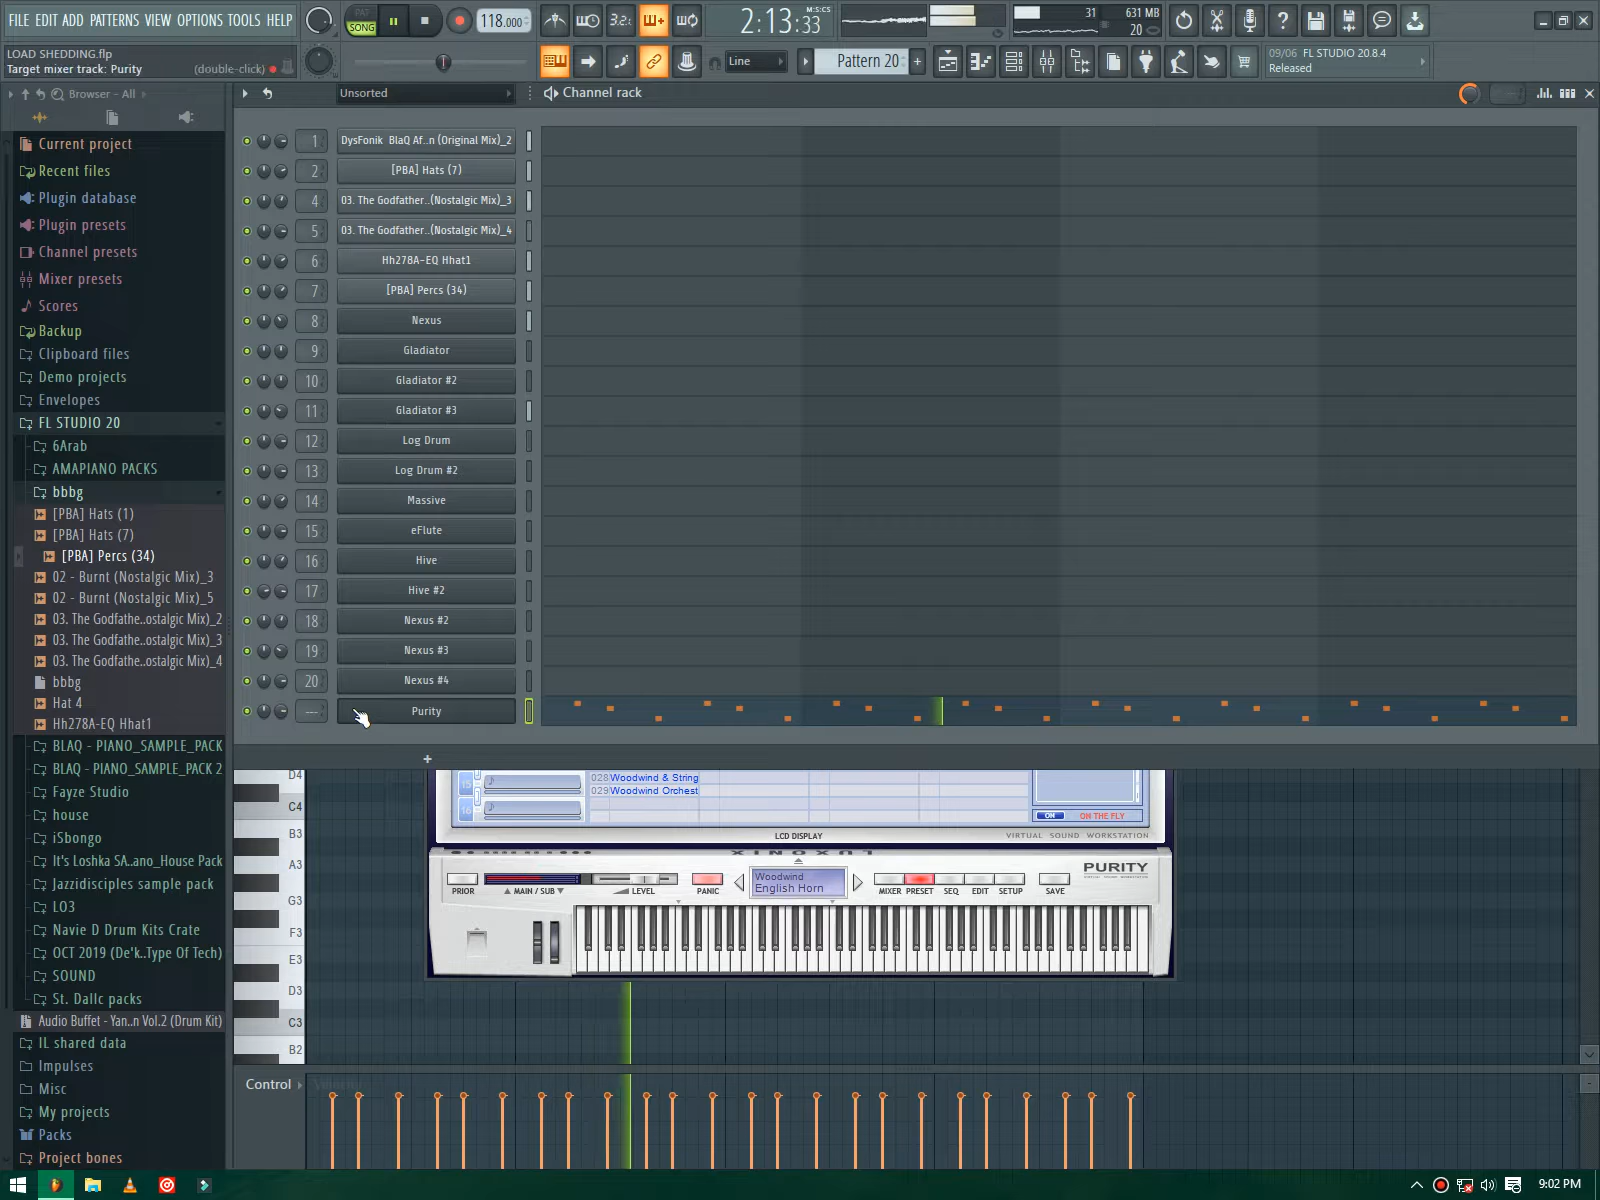 FILE EDIT ADD PATTERNS VIEW OPTIONS TOOLS HELP
PAT
SONG
118.000
3.2:
2:13:33
M:S:CS
31
631 MB
20
LOAD SHEDDING.flp
Target mixer track: Purity
(double-click)
Line
Pattern 20
+
09/06 FL STUDIO 20.8.4
Released
Browser - All
Unsorted
Channel rack
Current project
Recent files
Plugin database
Plugin presets
Channel presets
Mixer presets
Scores
Backup
Clipboard files
Demo projects
Envelopes
FL STUDIO 20
6Arab
AMAPIANO PACKS
bbbg
[PBA] Hats (1)
[PBA] Hats (7)
[PBA] Percs (34)
02 - Burnt (Nostalgic Mix)_3
02 - Burnt (Nostalgic Mix)_5
03. The Godfathe..ostalgic Mix)_2
03. The Godfathe..ostalgic Mix)_3
03. The Godfathe..ostalgic Mix)_4
bbbg
Hat 4
Hh278A-EQ Hhat1
BLAQ - PIANO_SAMPLE_PACK
BLAQ - PIANO_SAMPLE_PACK 2
Fayze Studio
house
iSbongo
It's Loshka SA..ano_House Pack
Jazzidisciples sample pack
LO3
Navie D Drum Kits Crate
OCT 2019 (De'k..Type Of Tech)
SOUND
St. Dallc packs
Audio Buffet - Yan..n Vol.2 (Drum Kit)
IL shared data
Impulses
Misc
My projects
Packs
Project bones
1 DysFonik BlaQ Af..n (Original Mix)_2
2 [PBA] Hats (7)
4 03. The Godfather..(Nostalgic Mix)_3
5 03. The Godfather..(Nostalgic Mix)_4
6 Hh278A-EQ Hhat1
7 [PBA] Percs (34)
8 Nexus
9 Gladiator
10 Gladiator #2
11 Gladiator #3
12 Log Drum
13 Log Drum #2
14 Massive
15 eFlute
16 Hive
17 Hive #2
18 Nexus #2
19 Nexus #3
20 Nexus #4
--- Purity
+
D4
C4
B3
A3
G3
F3
E3
D3
C3
B2
15
16
028 Woodwind & String
029 Woodwind Orchest
ON
ON THE FLY
LCD DISPLAY
VIRTUAL SOUND WORKSTATION
LUXONIX
PURITY
PRIOR
MAIN / SUB
LEVEL
PANIC
Woodwind
English Horn
MIXER PRESET SEQ EDIT SETUP
SAVE
Control
9:02 PM